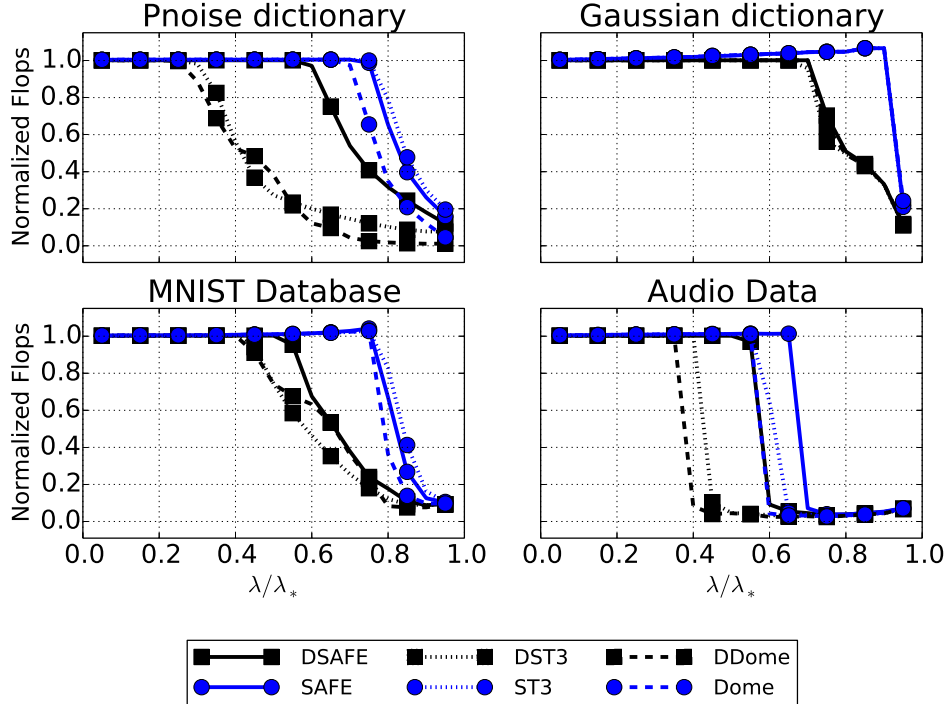 Pnoise dictionary
Gaussian dictionary
Normalized Flops
1.0
0.8
0.6
0.4
0.2
0.0
MNIST Database
Audio Data
Normalized Flops
1.0
0.8
0.6
0.4
0.2
0.0
0.0 0.2 0.4 0.6 0.8 1.0
0.0 0.2 0.4 0.6 0.8 1.0
λ/λ*
λ/λ*
DSAFE DST3 DDome
SAFE ST3 Dome